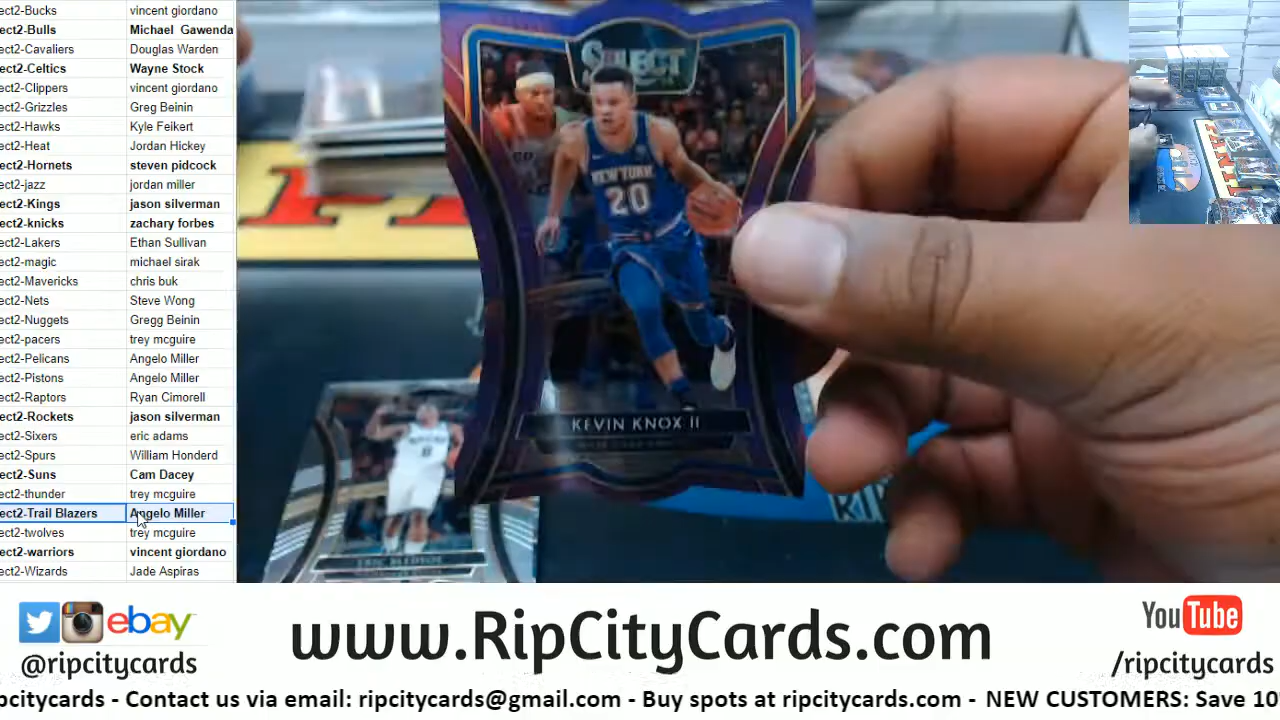 ect2-Bucks vincent giordano
ect2-Bulls Michael Gawenda
ect2-Cavaliers Douglas Warden
ect2-Celtics Wayne Stock
ect2-Clippers vincent giordano
ect2-Grizzles Greg Beinin
ect2-Hawks Kyle Feikert
ect2-Heat Jordan Hickey
ect2-Hornets steven pidcock
ect2-jazz jordan miller
ect2-Kings jason silverman
ect2-knicks zachary forbes
ect2-Lakers Ethan Sullivan
ect2-magic michael sirak
ect2-Mavericks chris buk
ect2-Nets Steve Wong
ect2-Nuggets Gregg Beinin
ect2-pacers trey mcguire
ect2-Pelicans Angelo Miller
ect2-Pistons Angelo Miller
ect2-Raptors Ryan Cimorell
ect2-Rockets jason silverman
ect2-Sixers eric adams
ect2-Spurs William Honderd
ect2-Suns Cam Dacey
ect2-thunder trey mcguire
ect2-Trail Blazers Angelo Miller
ect2-twolves trey mcguire
ect2-warriors vincent giordano
ect2-Wizards Jade Aspiras
SELECT
NEW YORK
20
KEVIN KNOX II
ERIC BLEDSOE
ebay
@ripcitycards
www.RipCityCards.com
YouTube
/ripcitycards
pcitycards - Contact us via email: ripcitycards@gmail.com - Buy spots at ripcitycards.com - NEW CUSTOMERS: Save 10